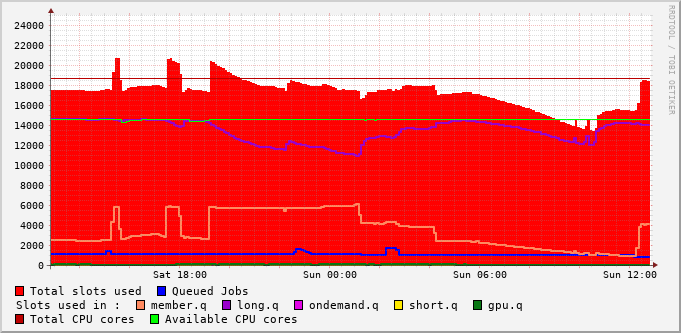 RRDTOOL / TOBI OETIKER
24000
22000
20000
18000
16000
14000
12000
10000
8000
6000
4000
2000
0
Sat 18:00 Sun 00:00 Sun 06:00 Sun 12:00
Total slots used Queued Jobs
Slots used in : member.q long.q ondemand.q short.q gpu.q
Total CPU cores Available CPU cores